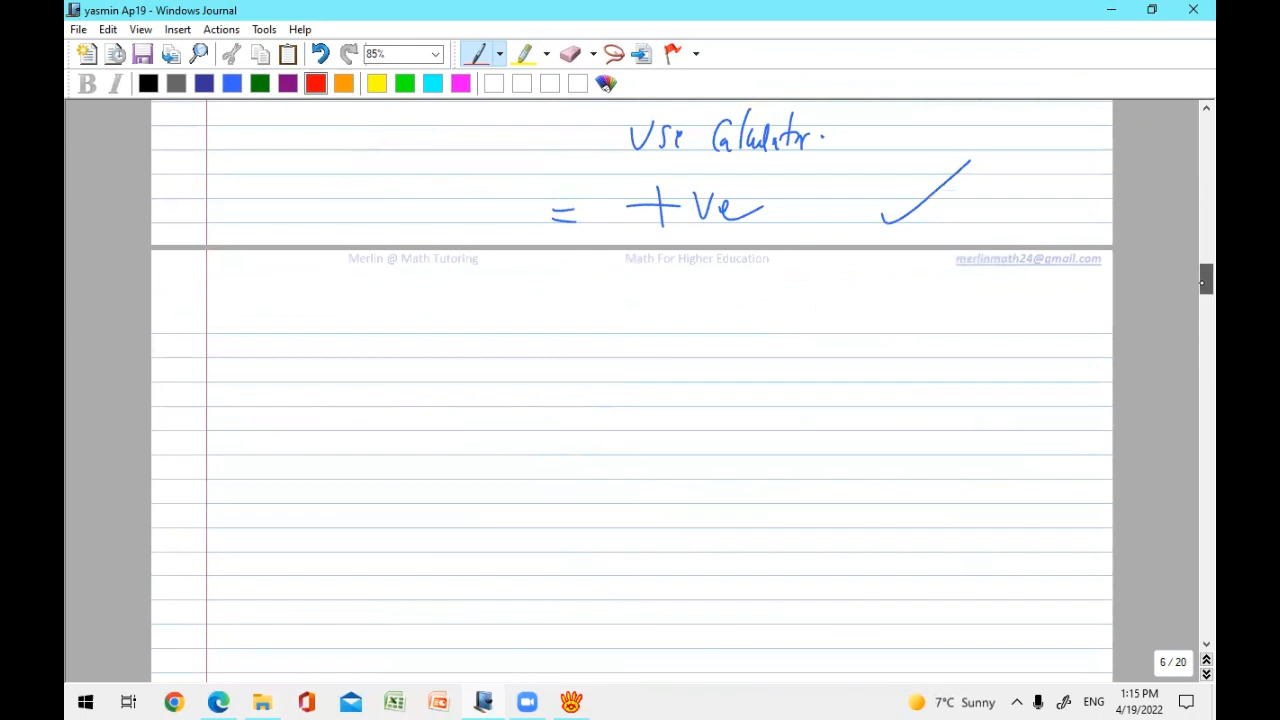 yasmin Ap19 - Windows Journal
File Edit View Insert Actions Tools Help
85%
B I
Use Calculator.
= +ve ✓
Merlin @ Math Tutoring Math For Higher Education merlinmath24@gmail.com
6 / 20
7°C Sunny ENG 1:15 PM
4/19/2022